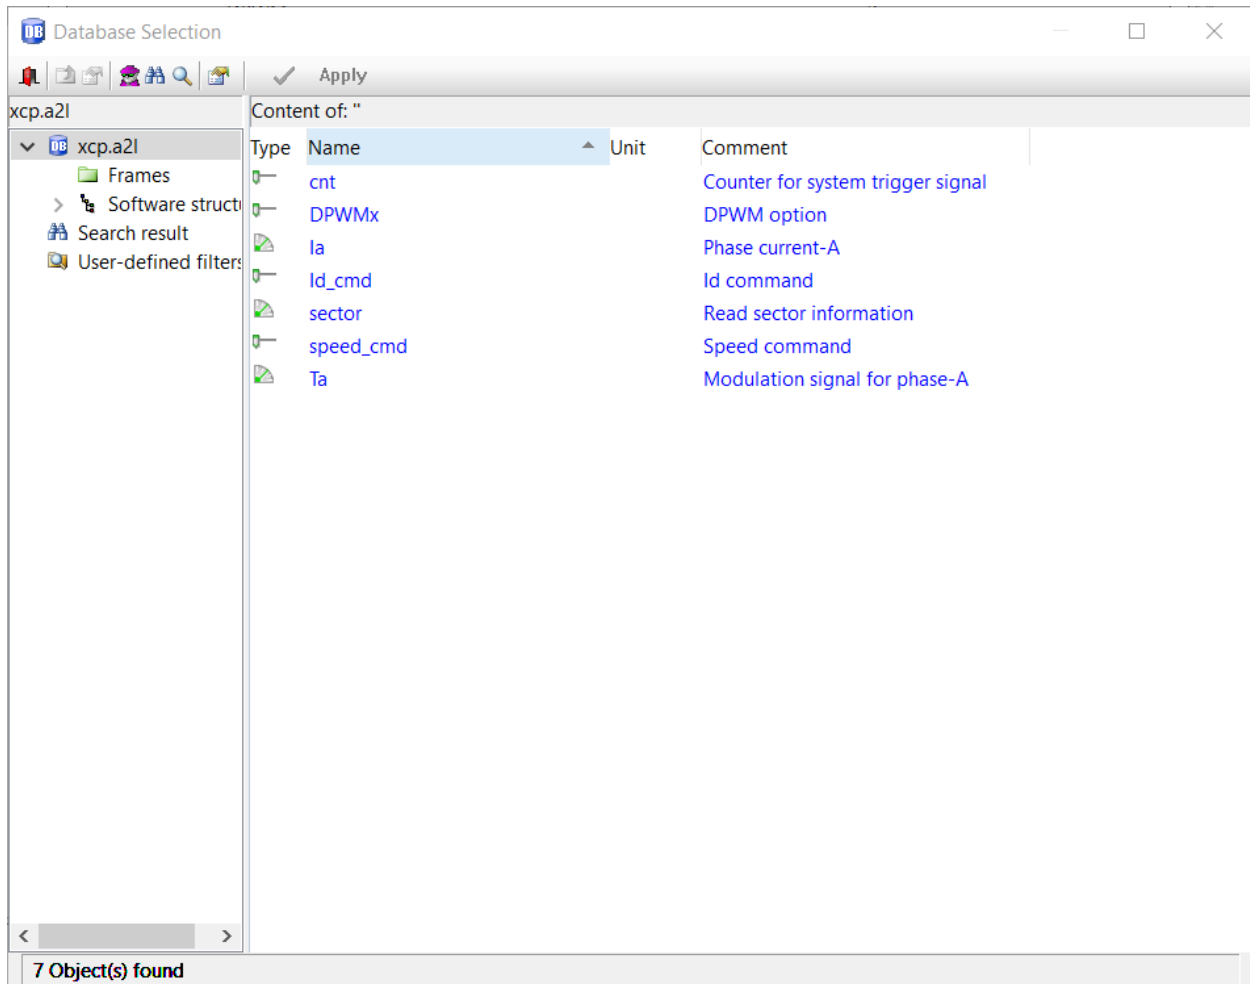 Database Selection
Apply
xcp.a2l
Content of: ''
xcp.a2l
Frames
Software structu
Search result
User-defined filters
Type Name Unit Comment
cnt Counter for system trigger signal
DPWMx DPWM option
Ia Phase current-A
Id_cmd Id command
sector Read sector information
speed_cmd Speed command
Ta Modulation signal for phase-A
7 Object(s) found